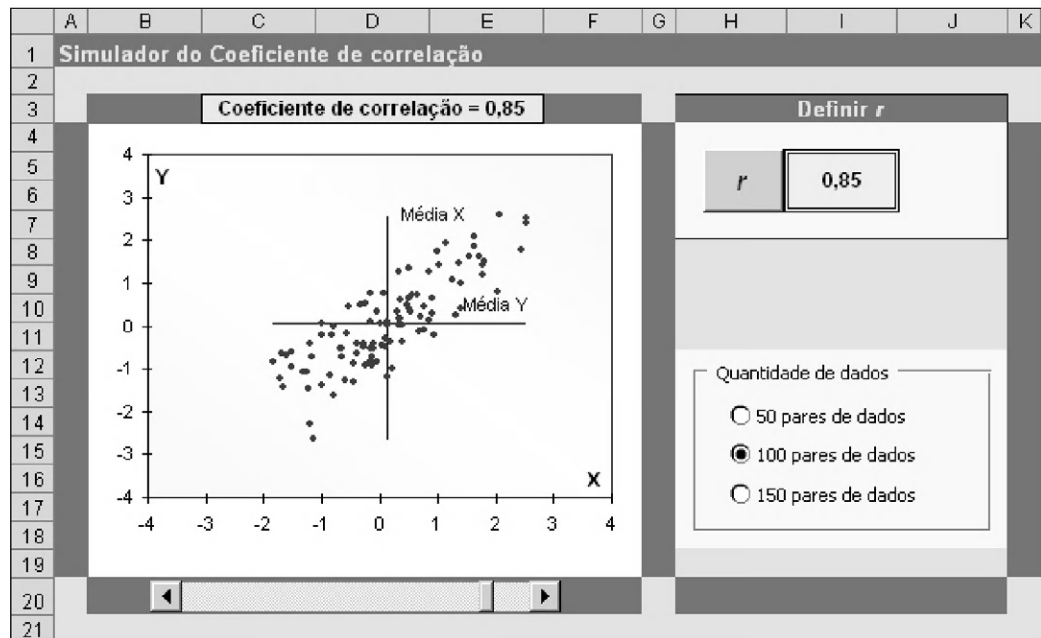 A B C D E F G H I J K
1 Simulador do Coeficiente de correlação
2
3 Coeficiente de correlação = 0,85 Definir r
4
5
6
7
8
9
10
11
12
13
14
15
16
17
18
19
20
21
4
3
2
1
0
-1
-2
-3
-4
Y
Média X
Média Y
X
-4 -3 -2 -1 0 1 2 3 4
r 0,85
Quantidade de dados
50 pares de dados
100 pares de dados
150 pares de dados